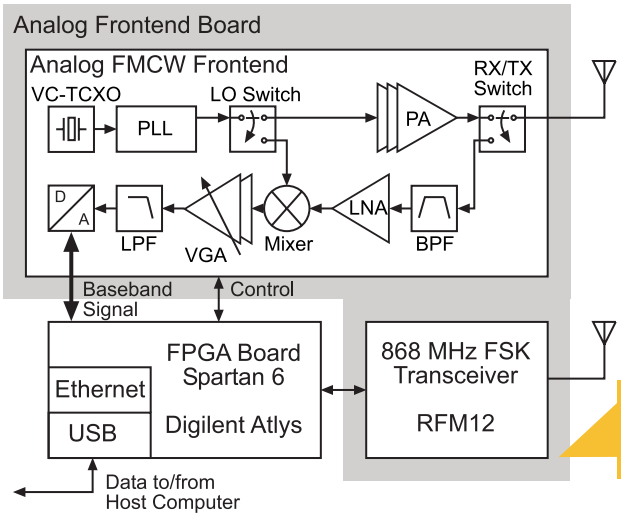 Analog Frontend Board
Analog FMCW Frontend
VC-TCXO
LO Switch
RX/TX
Switch
PLL
PA
D
A
LPF
VGA
Mixer
LNA
BPF
Baseband
Signal
Control
FPGA Board
Spartan 6
Digilent Atlys
Ethernet
USB
868 MHz FSK
Transceiver
RFM12
Data to/from
Host Computer